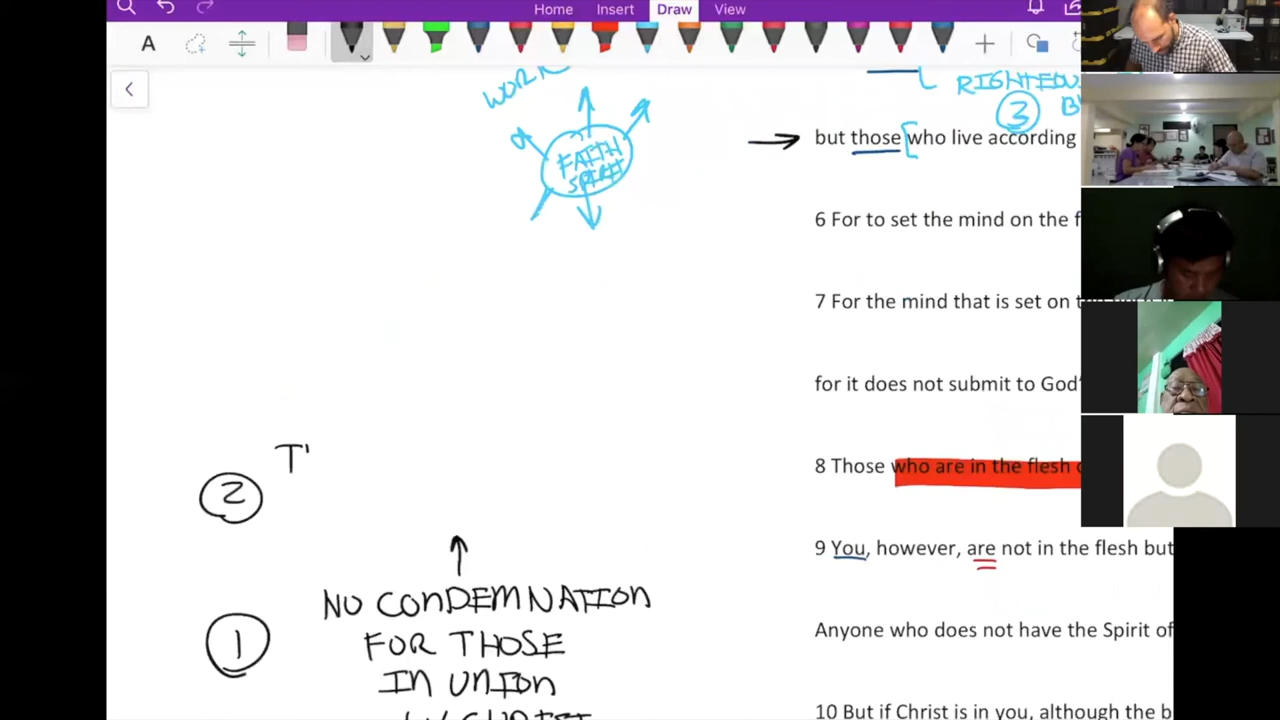 Home Insert Draw View
A
WORK
RIGHTEOUS
3
FAITH
SPIRIT
but those who live according
6 For to set the mind on the f
7 For the mind that is set on
for it does not submit to God'
8 Those who are in the flesh
9 You, however, are not in the flesh but
Anyone who does not have the Spirit of
10 But if Christ is in you, although the b
2
1
NO CONDEMNATION
FOR THOSE
IN UNION
W/ CHRIST